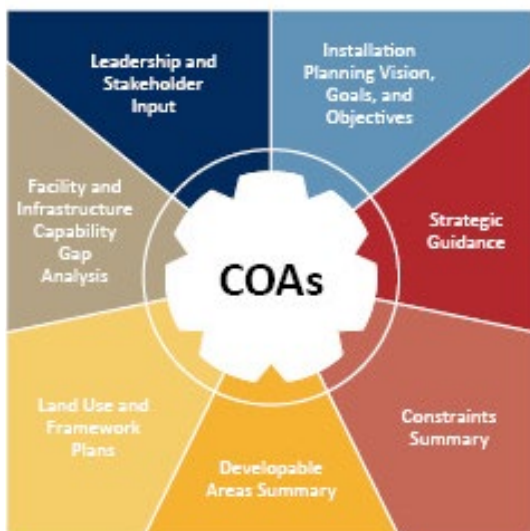 Leadership and
Stakeholder
Input
Installation
Planning Vision,
Goals, and
Objectives
Facility and
Infrastructure
Capability
Gap
Analysis
Strategic
Guidance
COAs
Land Use and
Framework
Plans
Constraints
Summary
Developable
Areas Summary